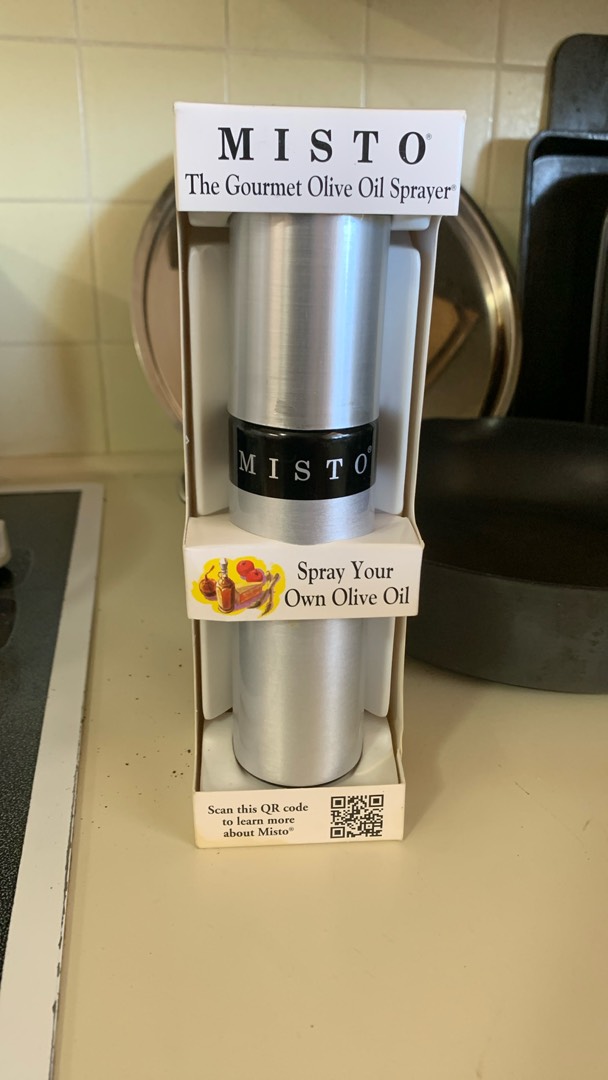 MISTO®
The Gourmet Olive Oil Sprayer®
MISTO®
Spray Your
Own Olive Oil
Scan this QR code
to learn more
about Misto®